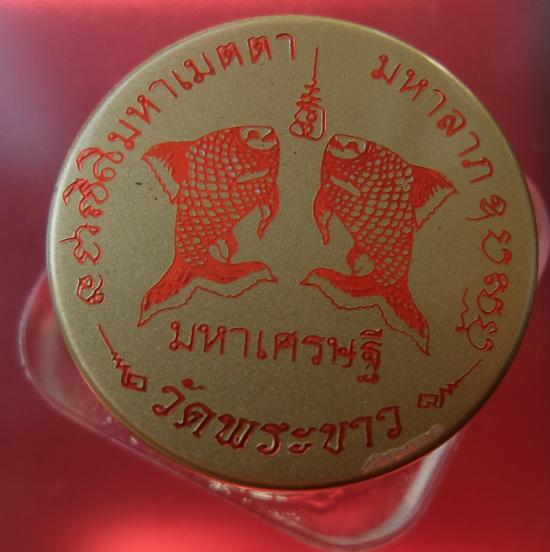 มหาเมตตา มหาลาภ
มหาเศรษฐี
วัดพระขาว